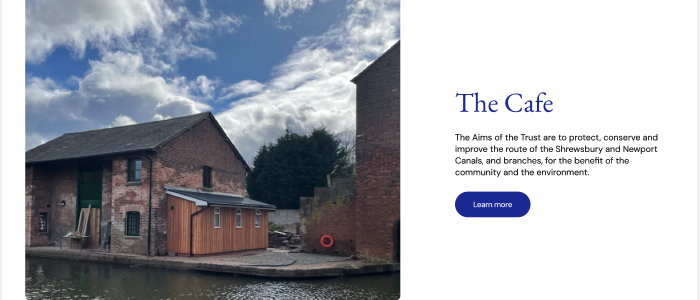 The Cafe
The Aims of the Trust are to protect, conserve and
improve the route of the Shrewsbury and Newport
Canals, and branches, for the benefit of the
community and the environment.
Learn more